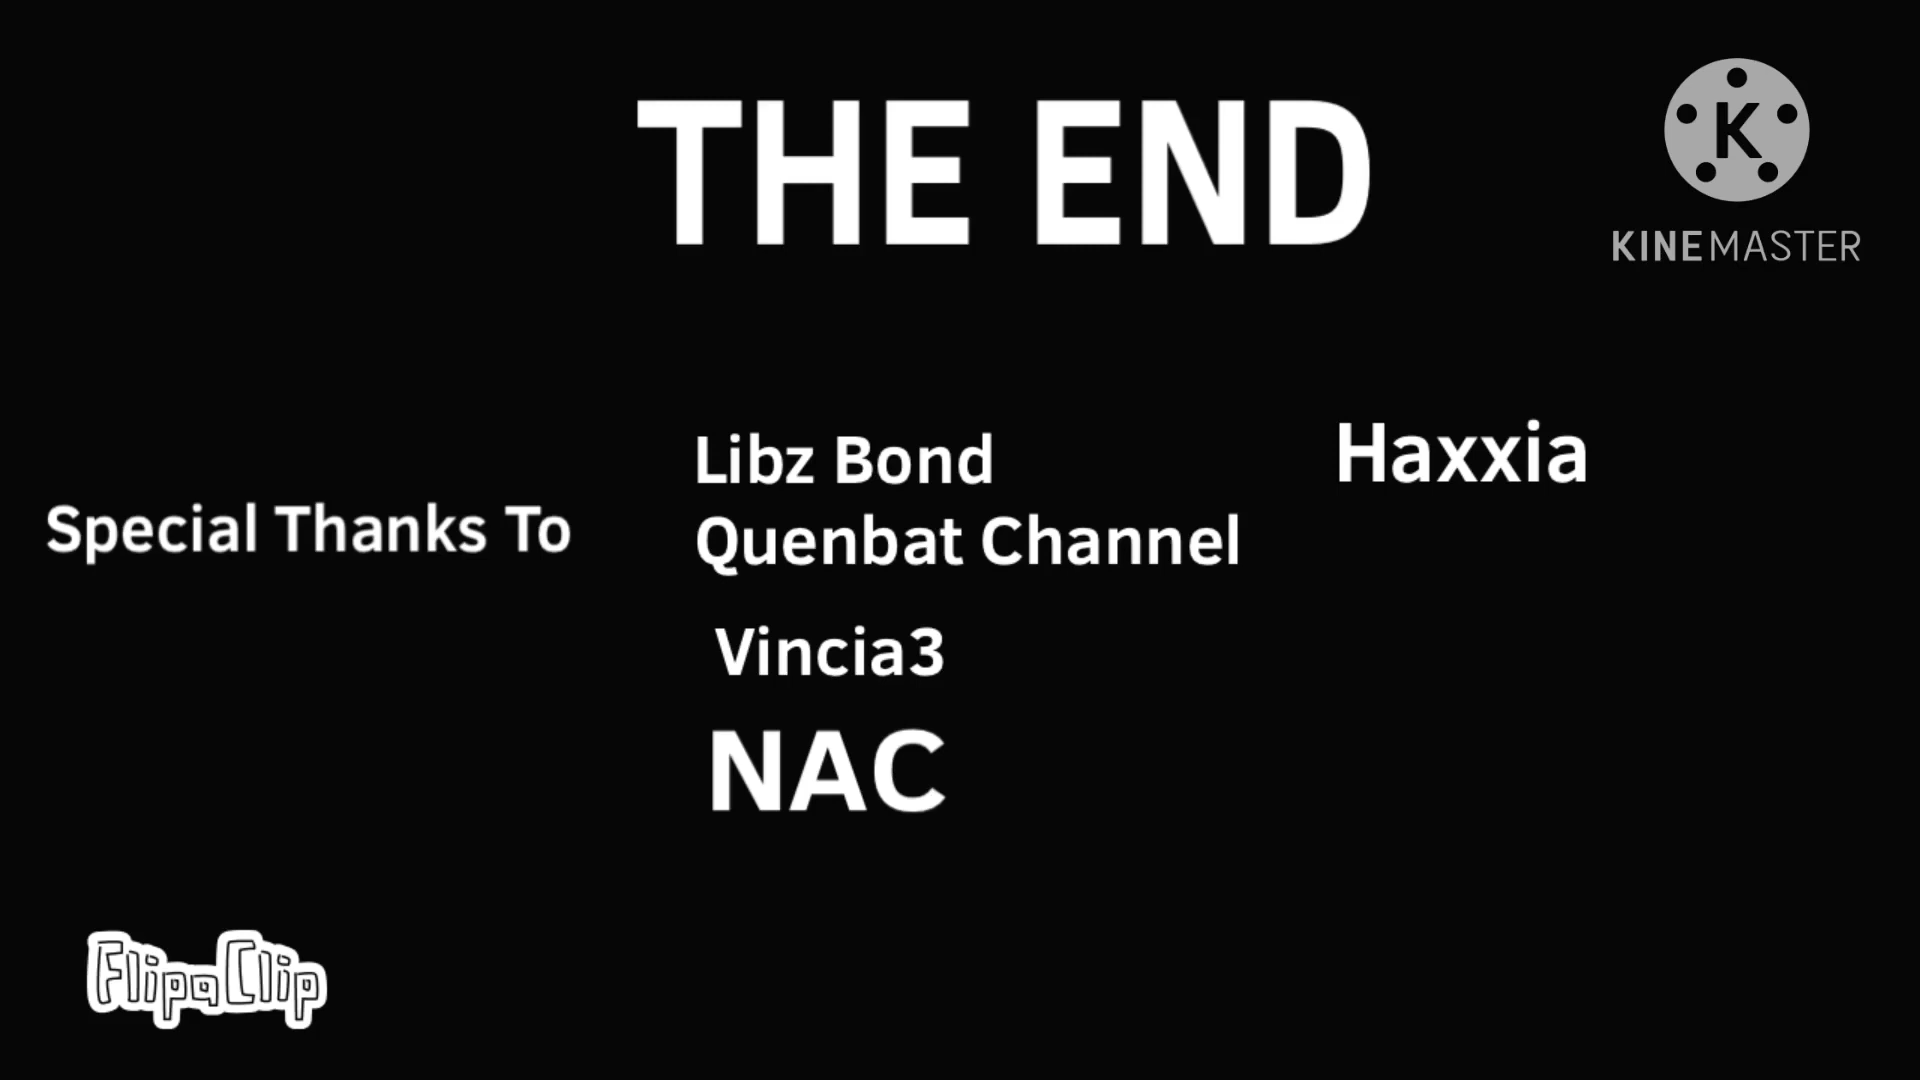 THE END
K
KINEMASTER
Special Thanks To
Libz Bond
Quenbat Channel
Vincia3
NAC
Haxxia
FlipaClip